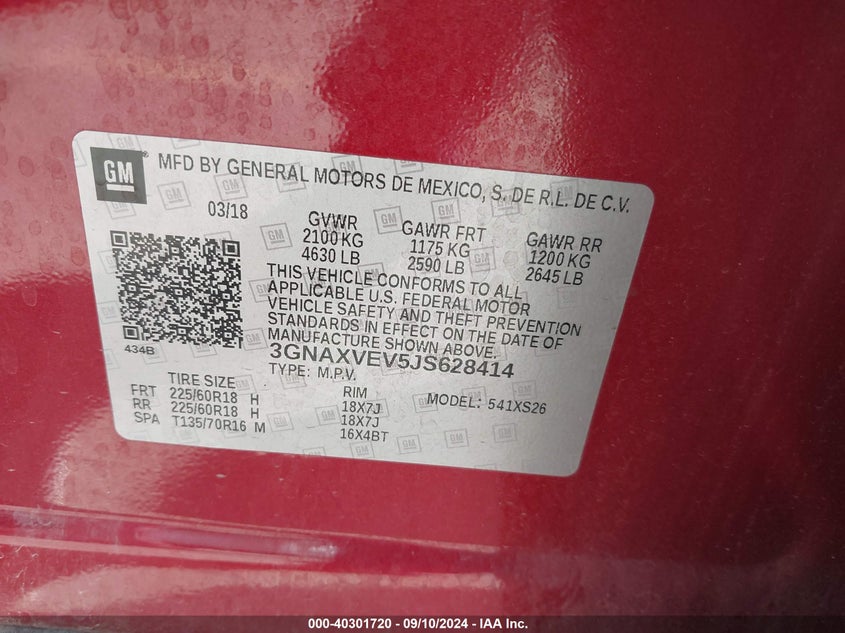 GM
MFD BY GENERAL MOTORS DE MEXICO, S. DE R.L. DE C.V.
03/18
GVWR
2100 KG
4630 LB
GAWR FRT
1175 KG
2590 LB
GAWR RR
1200 KG
2645 LB
THIS VEHICLE CONFORMS TO ALL
APPLICABLE U.S. FEDERAL MOTOR
VEHICLE SAFETY AND THEFT PREVENTION
STANDARDS IN EFFECT ON THE DATE OF
MANUFACTURE SHOWN ABOVE.
434B
3GNAXVEV5JS628414
TYPE: M.P.V.
TIRE SIZE RIM
FRT 225/60R18 H 18X7J
RR 225/60R18 H 18X7J
SPA T135/70R16 M 16X4BT
MODEL: 541XS26
000-40301720 - 09/10/2024 - IAA Inc.